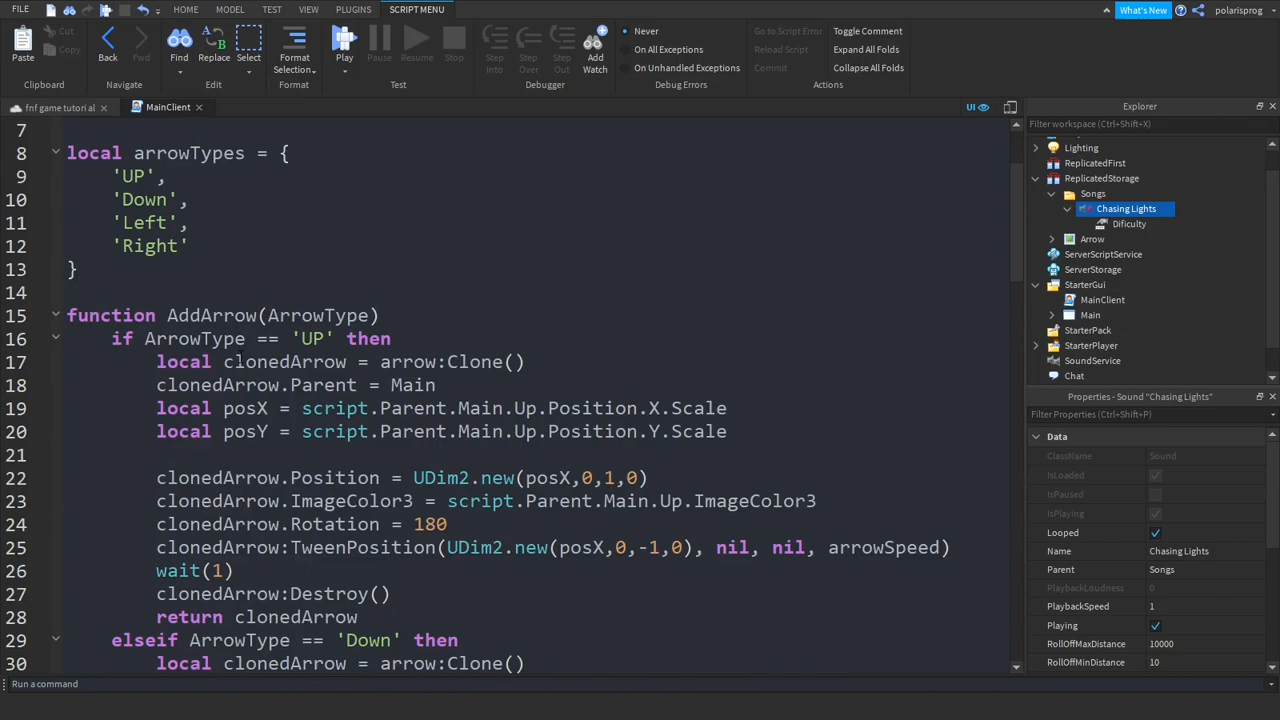 FILE HOME MODEL TEST VIEW PLUGINS SCRIPT MENU What's New polarisprog
Paste Cut Copy Back Fwd Find Replace Select Format Selection Play Pause Resume Stop Step Into Step Over Step Out Add Watch
Never
On All Exceptions
On Unhandled Exceptions
Go to Script Error
Reload Script
Commit
Toggle Comment
Expand All Folds
Collapse All Folds
Clipboard Navigate Edit Format Test Debugger Debug Errors Actions
fnf game tutori al MainClient UI
7
8 local arrowTypes = {
9 'UP',
10 'Down',
11 'Left',
12 'Right'
13 }
14
15 function AddArrow(ArrowType)
16 if ArrowType == 'UP' then
17 local clonedArrow = arrow:Clone()
18 clonedArrow.Parent = Main
19 local posX = script.Parent.Main.Up.Position.X.Scale
20 local posY = script.Parent.Main.Up.Position.Y.Scale
21
22 clonedArrow.Position = UDim2.new(posX,0,1,0)
23 clonedArrow.ImageColor3 = script.Parent.Main.Up.ImageColor3
24 clonedArrow.Rotation = 180
25 clonedArrow:TweenPosition(UDim2.new(posX,0,-1,0), nil, nil, arrowSpeed)
26 wait(1)
27 clonedArrow:Destroy()
28 return clonedArrow
29 elseif ArrowType == 'Down' then
30 local clonedArrow = arrow:Clone()
Run a command
Explorer
Filter workspace (Ctrl+Shift+X)
Lighting
ReplicatedFirst
ReplicatedStorage
Songs
Chasing Lights
Dificulty
Arrow
ServerScriptService
ServerStorage
StarterGui
MainClient
Main
StarterPack
StarterPlayer
SoundService
Chat
Properties - Sound "Chasing Lights"
Filter Properties (Ctrl+Shift+P)
Data
ClassName Sound
IsLoaded
IsPaused
IsPlaying
Looped
Name Chasing Lights
Parent Songs
PlaybackLoudness 0
PlaybackSpeed 1
Playing
RollOffMaxDistance 10000
RollOffMinDistance 10